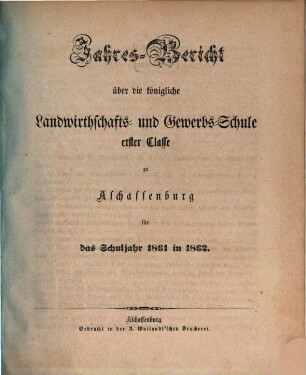 Jahres-Bericht
über die königliche
Landwirthschafts- und Gewerbs-Schule
erster Classe
zu
Aschaffenburg
für
das Schuljahr 1861 in 1862.
Aschaffenburg.
Gedruckt in der A. Wailandt'schen Druckerei.